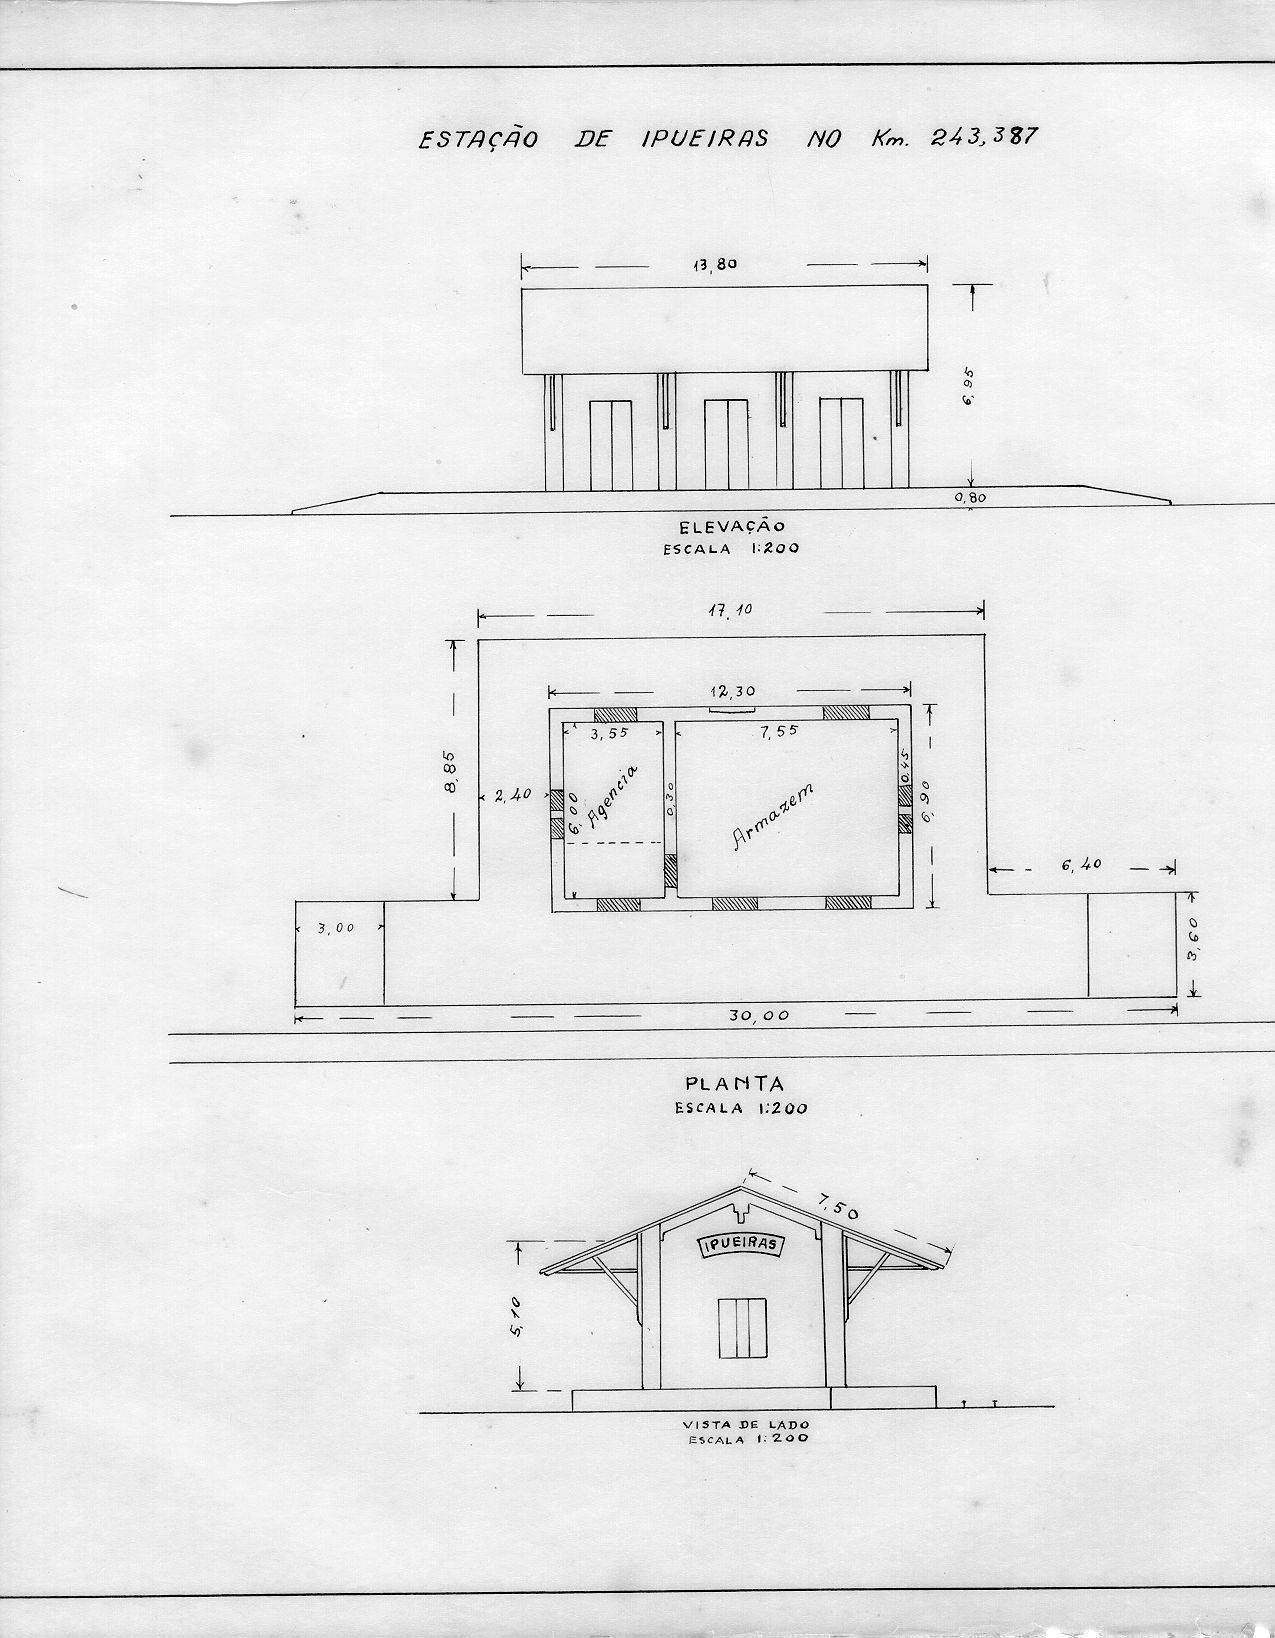 ESTAÇÃO DE IPUEIRAS NO Km. 243,387
13,80
6,95
0,80
ELEVAÇÃO
ESCALA 1:200
17,10
12,30
3,55
7,55
8,85
2,40
6,00
Agencia
0,30
Armazem
0,45
6,90
6,40
3,00
3,60
30,00
PLANTA
ESCALA 1:200
7,50
IPUEIRAS
5,10
VISTA DE LADO
ESCALA 1:200